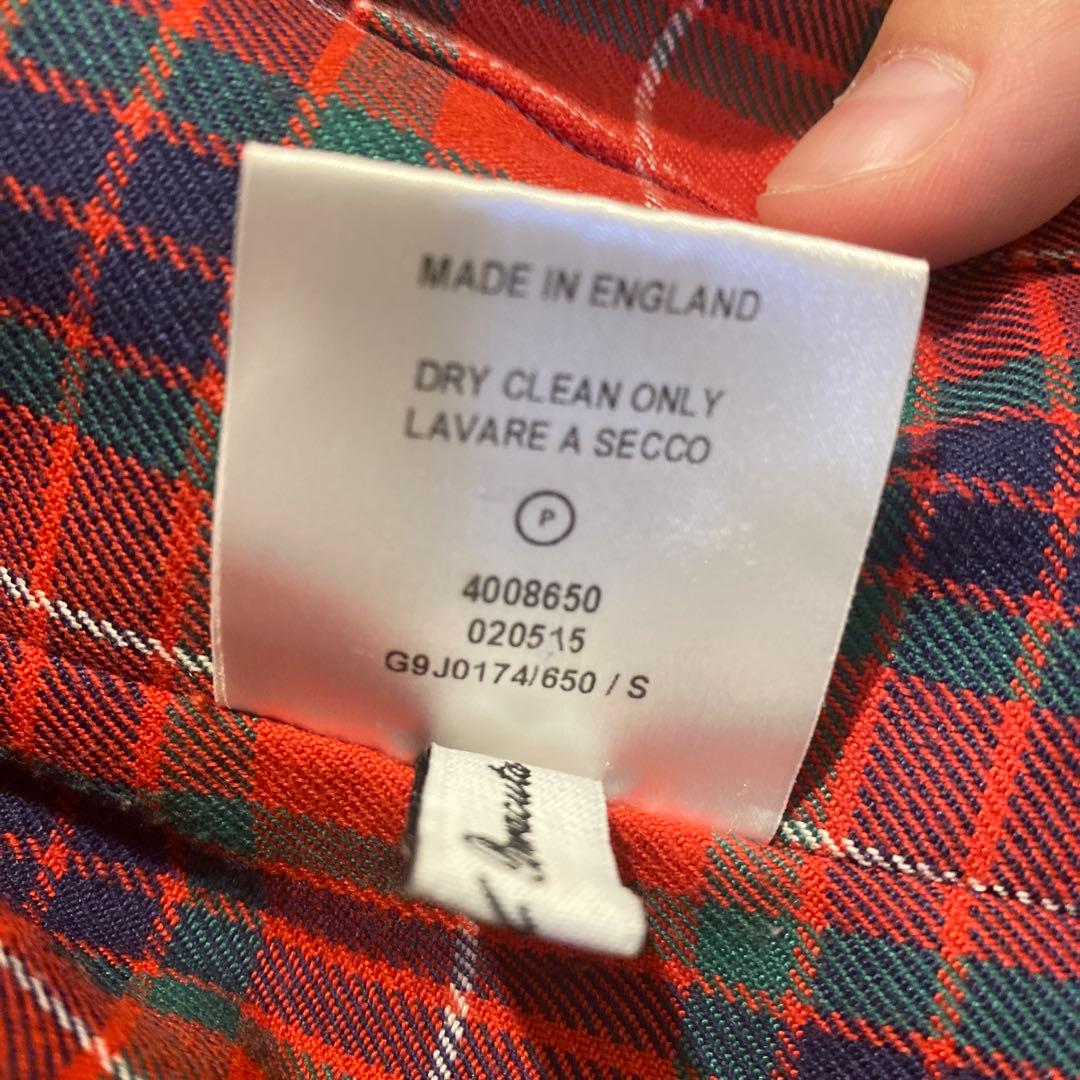 MADE IN ENGLAND
DRY CLEAN ONLY
LAVARE A SECCO
P
4008650
020515
G9J0174/650 / S